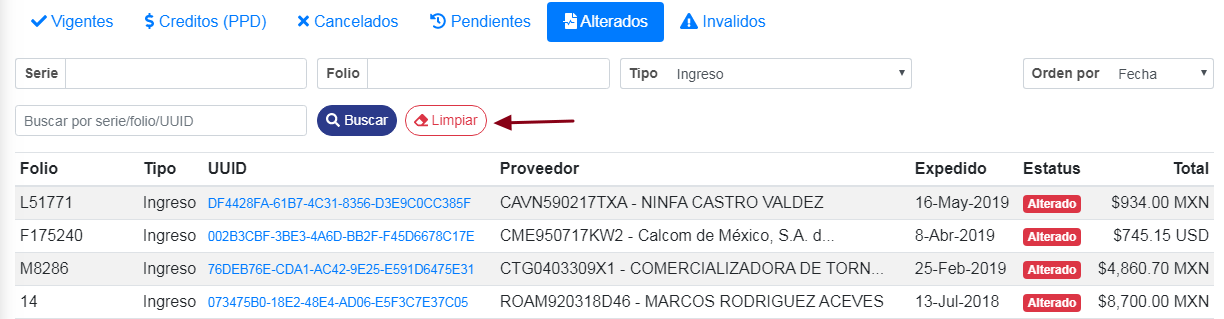 Vigentes Creditos (PPD) Cancelados Pendientes Alterados Invalidos
Serie Folio Tipo Ingreso Orden por Fecha
Buscar por serie/folio/UUID Buscar Limpiar
Folio Tipo UUID Proveedor Expedido Estatus Total
L51771 Ingreso DF4428FA-61B7-4C31-8356-D3E9C0CC385F CAVN590217TXA - NINFA CASTRO VALDEZ 16-May-2019 Alterado $934.00 MXN
F175240 Ingreso 002B3CBF-3BE3-4A6D-BB2F-F45D6678C17E CME950717KW2 - Calcom de México, S.A. d... 8-Abr-2019 Alterado $745.15 USD
M8286 Ingreso 76DEB76E-CDA1-AC42-9E25-E591D6475E31 CTG0403309X1 - COMERCIALIZADORA DE TORN... 25-Feb-2019 Alterado $4,860.70 MXN
14 Ingreso 073475B0-18E2-48E4-AD06-E5F3C7E37C05 ROAM920318D46 - MARCOS RODRIGUEZ ACEVES 13-Jul-2018 Alterado $8,700.00 MXN